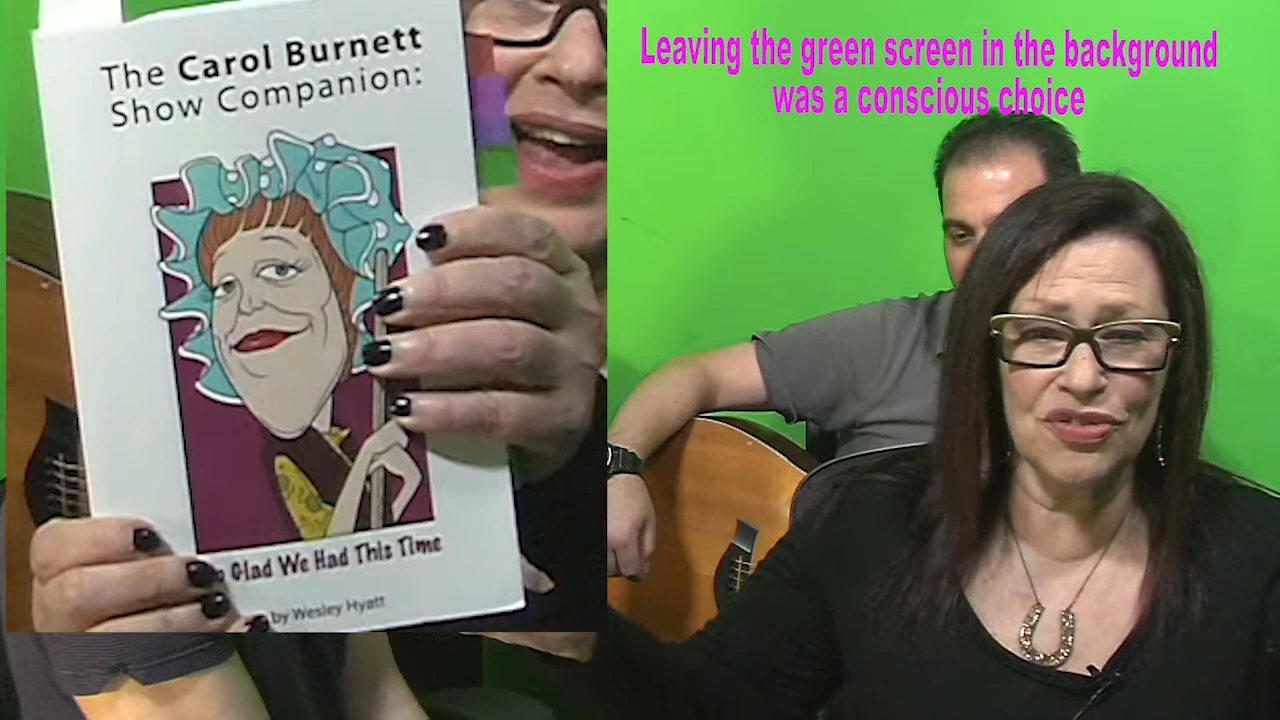 The Carol Burnett
Show Companion:
Glad We Had This Time
by Wesley Hyatt
Leaving the green screen in the background
was a conscious choice